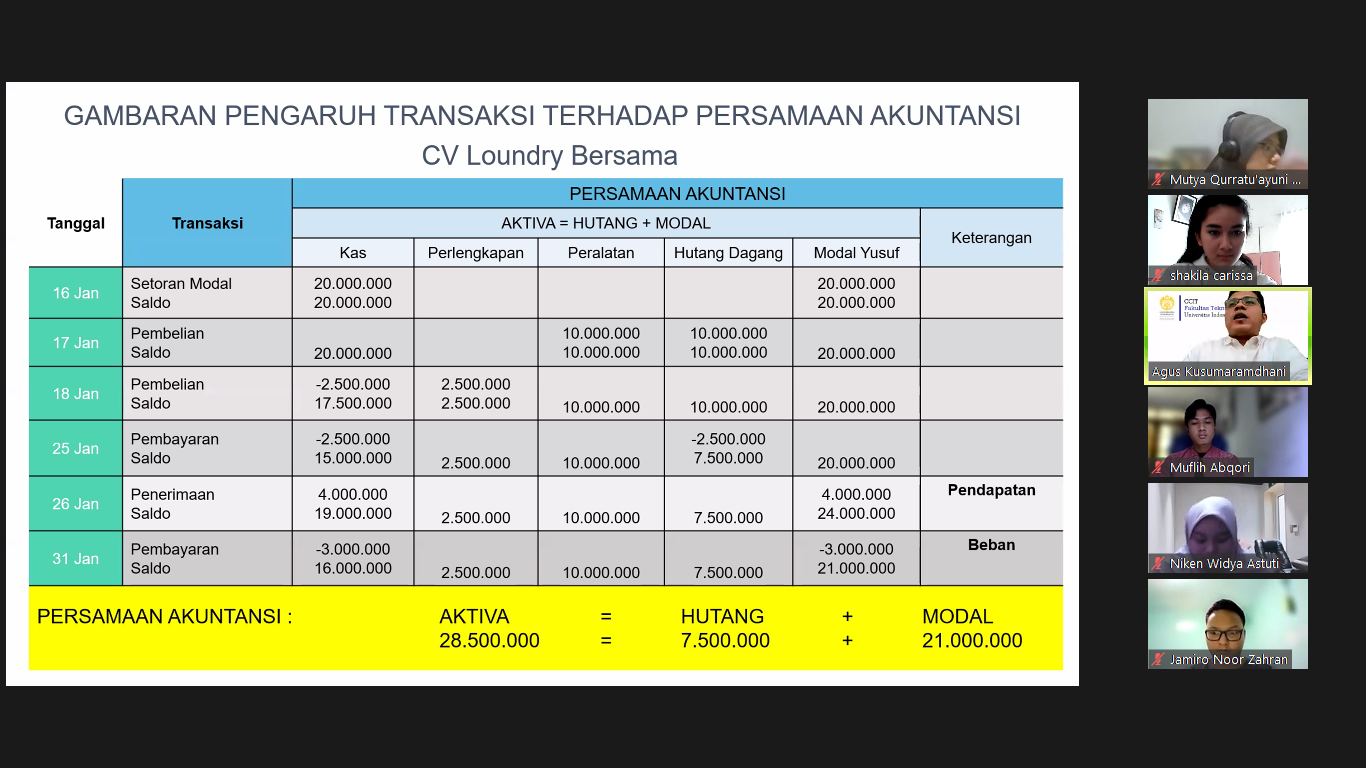 GAMBARAN PENGARUH TRANSAKSI TERHADAP PERSAMAAN AKUNTANSI
CV Loundry Bersama
Tanggal Transaksi PERSAMAAN AKUNTANSI
AKTIVA = HUTANG + MODAL Keterangan
Kas Perlengkapan Peralatan Hutang Dagang Modal Yusuf
16 Jan
Setoran Modal 20.000.000 20.000.000
Saldo 20.000.000 20.000.000
17 Jan
Pembelian 10.000.000 10.000.000
Saldo 20.000.000 10.000.000 10.000.000 20.000.000
18 Jan
Pembelian -2.500.000 2.500.000
Saldo 17.500.000 2.500.000 10.000.000 10.000.000 20.000.000
25 Jan
Pembayaran -2.500.000 -2.500.000
Saldo 15.000.000 2.500.000 10.000.000 7.500.000 20.000.000
26 Jan
Penerimaan 4.000.000 4.000.000 Pendapatan
Saldo 19.000.000 2.500.000 10.000.000 7.500.000 24.000.000
31 Jan
Pembayaran -3.000.000 -3.000.000 Beban
Saldo 16.000.000 2.500.000 10.000.000 7.500.000 21.000.000
PERSAMAAN AKUNTANSI : AKTIVA = HUTANG + MODAL
28.500.000 = 7.500.000 + 21.000.000
Mutya Qurratu'ayuni ...
shakila carissa
CCIT
Fakultas Tekn
Universitas Indo
Agus Kusumaramdhani
Muflih Abqori
Niken Widya Astuti
Jamiro Noor Zahran